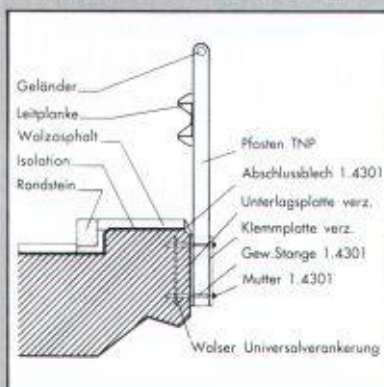 Geländer
Leitplanke
Walzasphalt
Isolation
Randstein
Pfosten TNP
Abschlussblech 1.4301
Unterlagsplatte verz.
Klemmplatte verz.
Gew.Stange 1.4301
Mutter 1.4301
Walser Universalverankerung